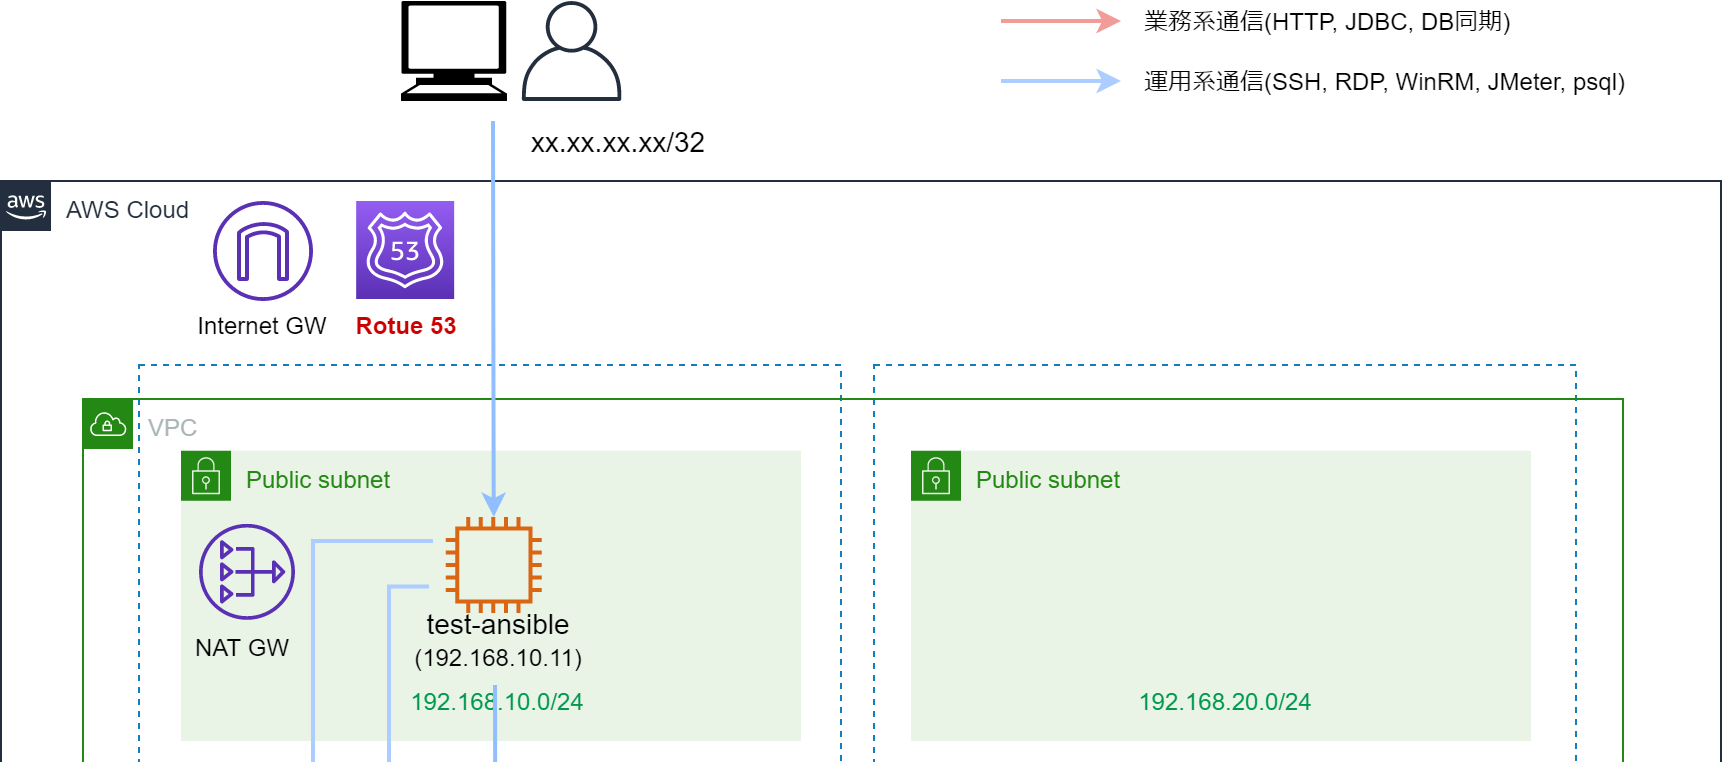 業務系通信(HTTP, JDBC, DB同期)
運用系通信(SSH, RDP, WinRM, JMeter, psql)
xx.xx.xx.xx/32
aws
AWS Cloud
53
Internet GW
Rotue 53
VPC
Public subnet
Public subnet
NAT GW
test-ansible
(192.168.10.11)
192.168.10.0/24
192.168.20.0/24